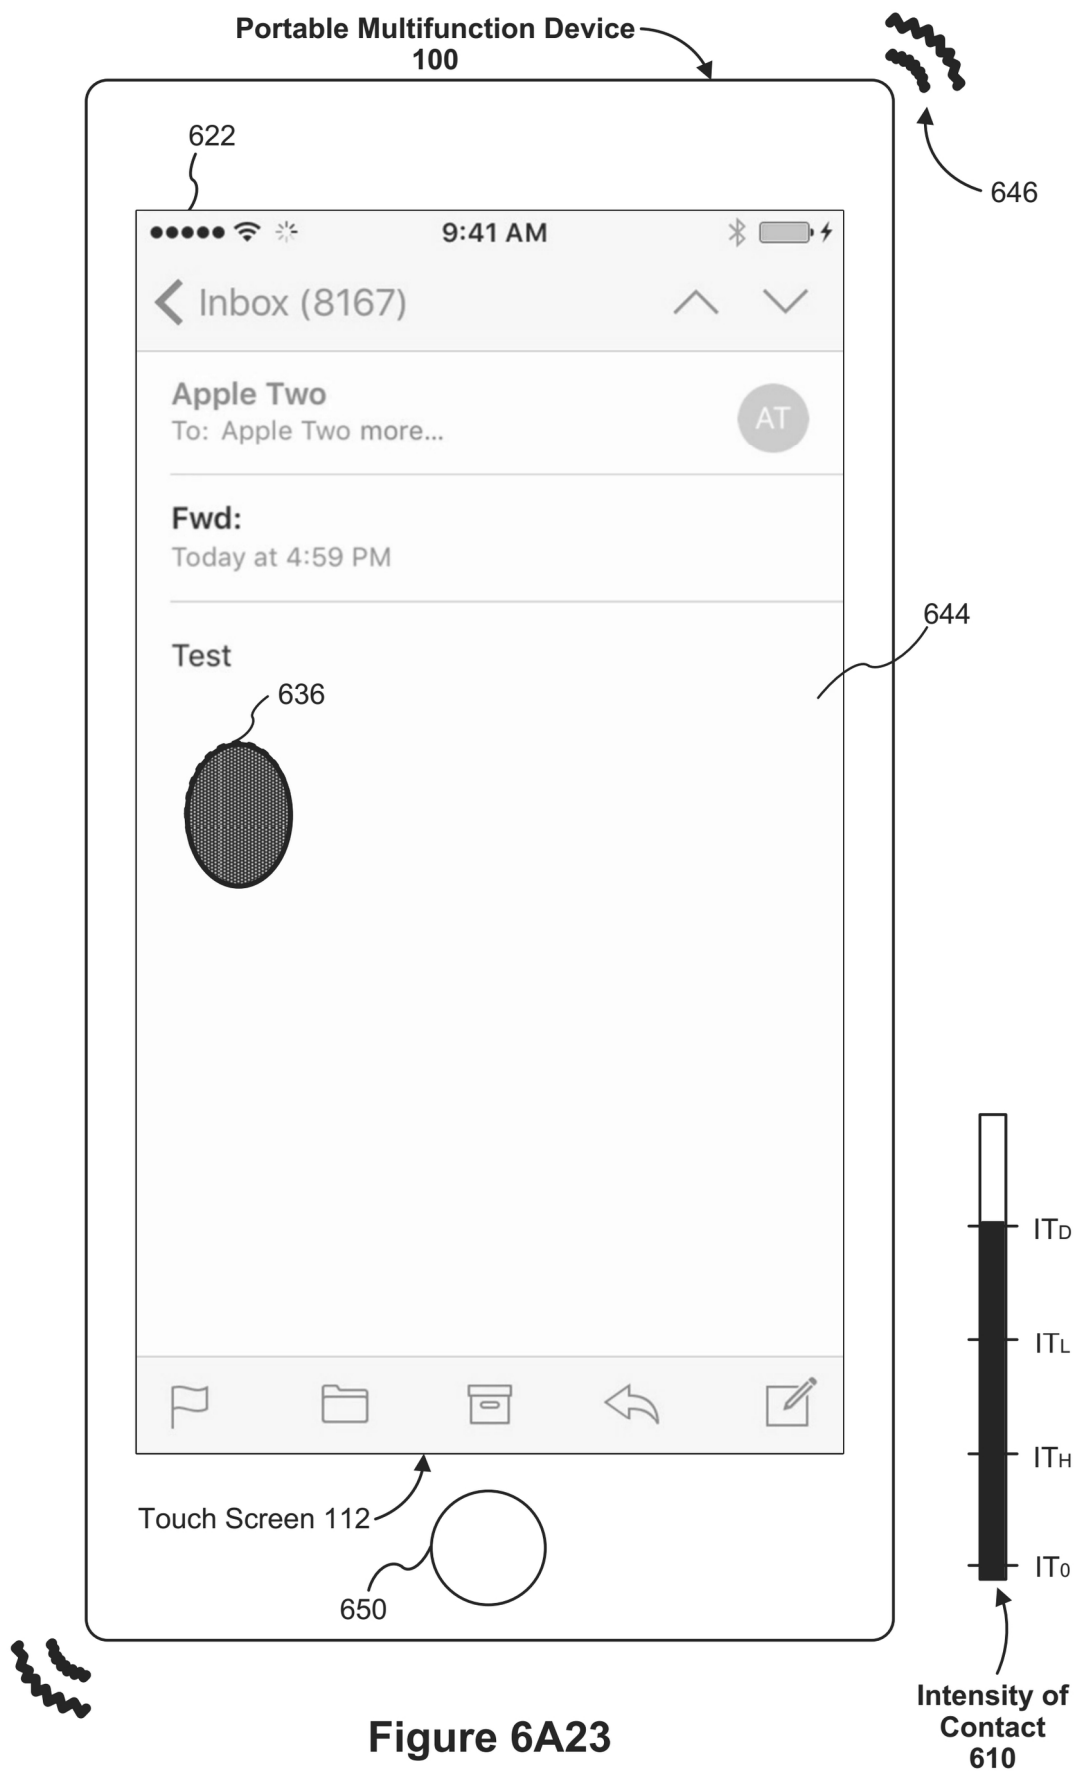 Portable Multifunction Device
100
622
646
9:41 AM
Inbox (8167)
Apple Two
To: Apple Two more...
AT
Fwd:
Today at 4:59 PM
644
Test
636
ITD
ITL
ITH
IT0
Touch Screen 112
650
Intensity of
Contact
610
Figure 6A23